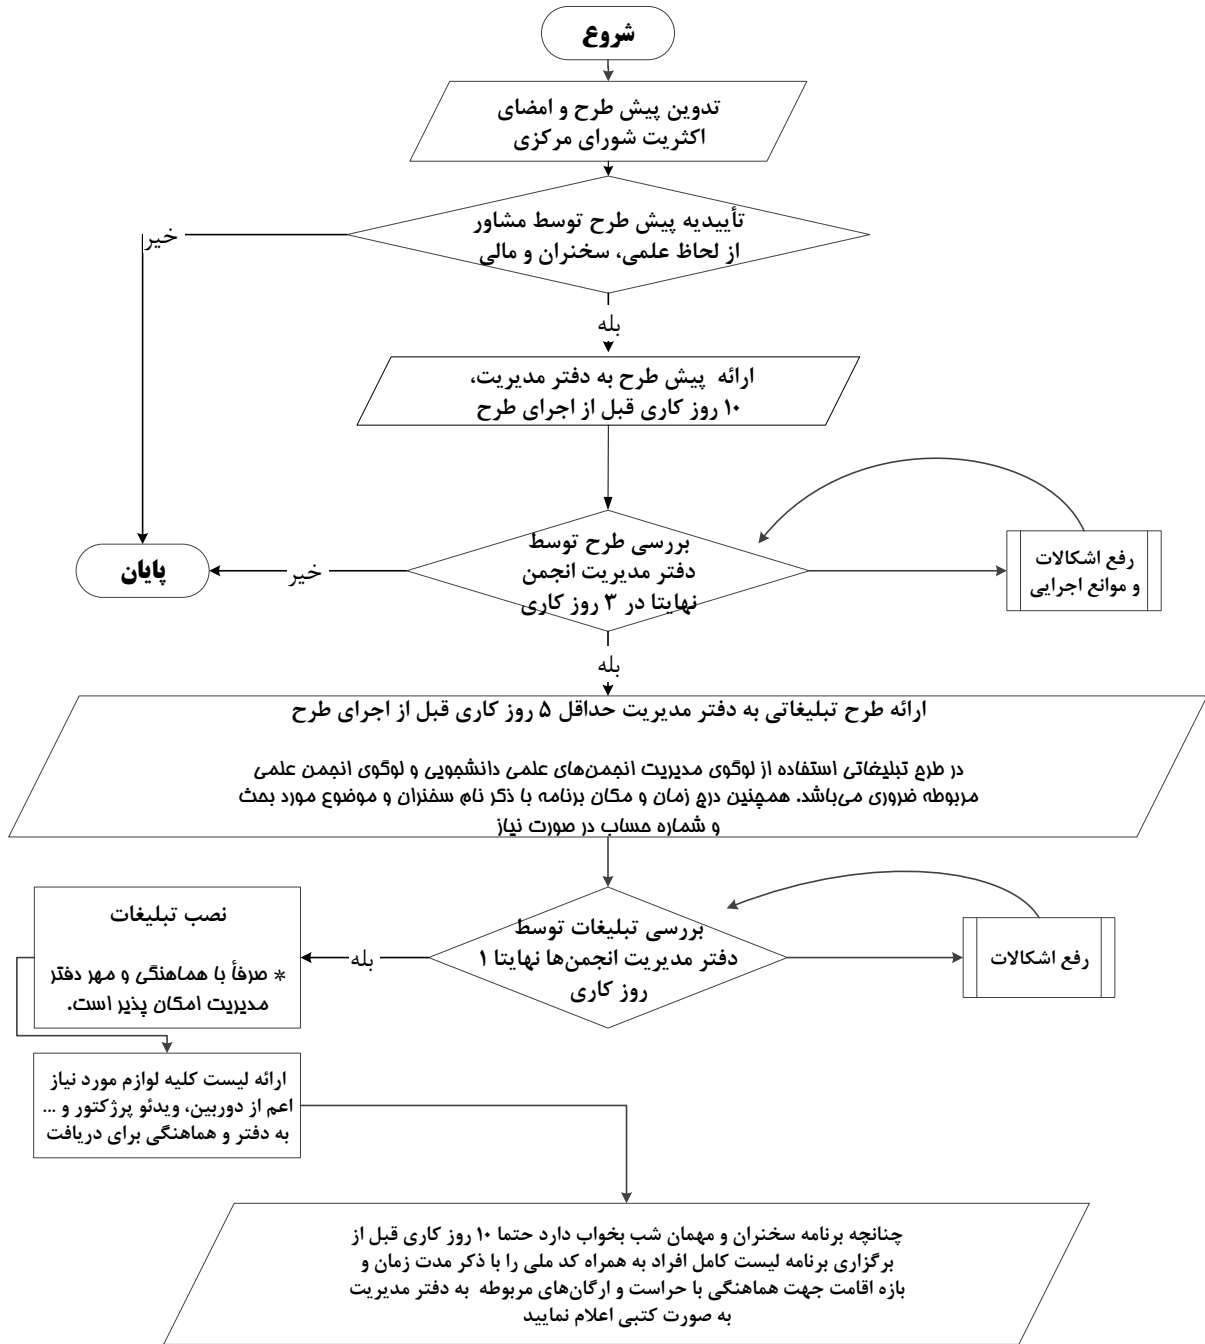 شروع
تدوین پیش طرح و امضای
اکثریت شورای مرکزی
تأییدیه پیش طرح توسط مشاور
از لحاظ علمی، سخنران و مالی
خیر
بله
ارائه پیش طرح به دفتر مدیریت،
۱۰ روز کاری قبل از اجرای طرح
بررسی طرح توسط
دفتر مدیریت انجمن
نهایتا در ۳ روز کاری
رفع اشکالات
و موانع اجرایی
خیر
پایان
بله
ارائه طرح تبلیغاتی به دفتر مدیریت حداقل ۵ روز کاری قبل از اجرای طرح
در طرح تبلیغاتی استفاده از لوگوی مدیریت انجمن‌های علمی دانشجویی و لوگوی انجمن علمی
مربوطه ضروری می‌باشد. همچنین درج زمان و مکان برنامه با ذکر نام سخنران و موضوع مورد بحث
و شماره حساب در صورت نیاز
بررسی تبلیغات توسط
دفتر مدیریت انجمن‌ها نهایتا ۱
روز کاری
رفع اشکالات
بله
نصب تبلیغات
* صرفاً با هماهنگی و مهر دفتر
مدیریت امکان پذیر است.
ارائه لیست کلیه لوازم مورد نیاز
اعم از دوربین، ویدئو پرژکتور و ...
به دفتر و هماهنگی برای دریافت
چنانچه برنامه سخنران و مهمان شب بخواب دارد حتما ۱۰ روز کاری قبل از
برگزاری برنامه لیست کامل افراد به همراه کد ملی را با ذکر مدت زمان و
بازه اقامت جهت هماهنگی با حراست و ارگان‌های مربوطه به دفتر مدیریت
به صورت کتبی اعلام نمایید